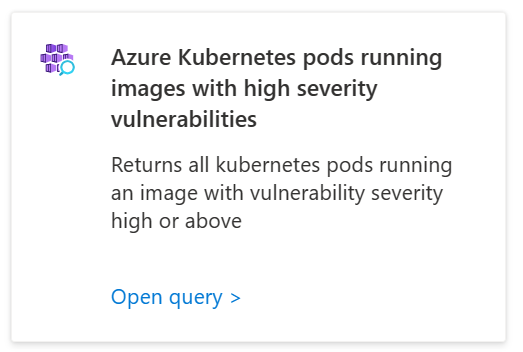 Azure Kubernetes pods running
images with high severity
vulnerabilities
Returns all kubernetes pods running
an image with vulnerability severity
high or above
Open query >